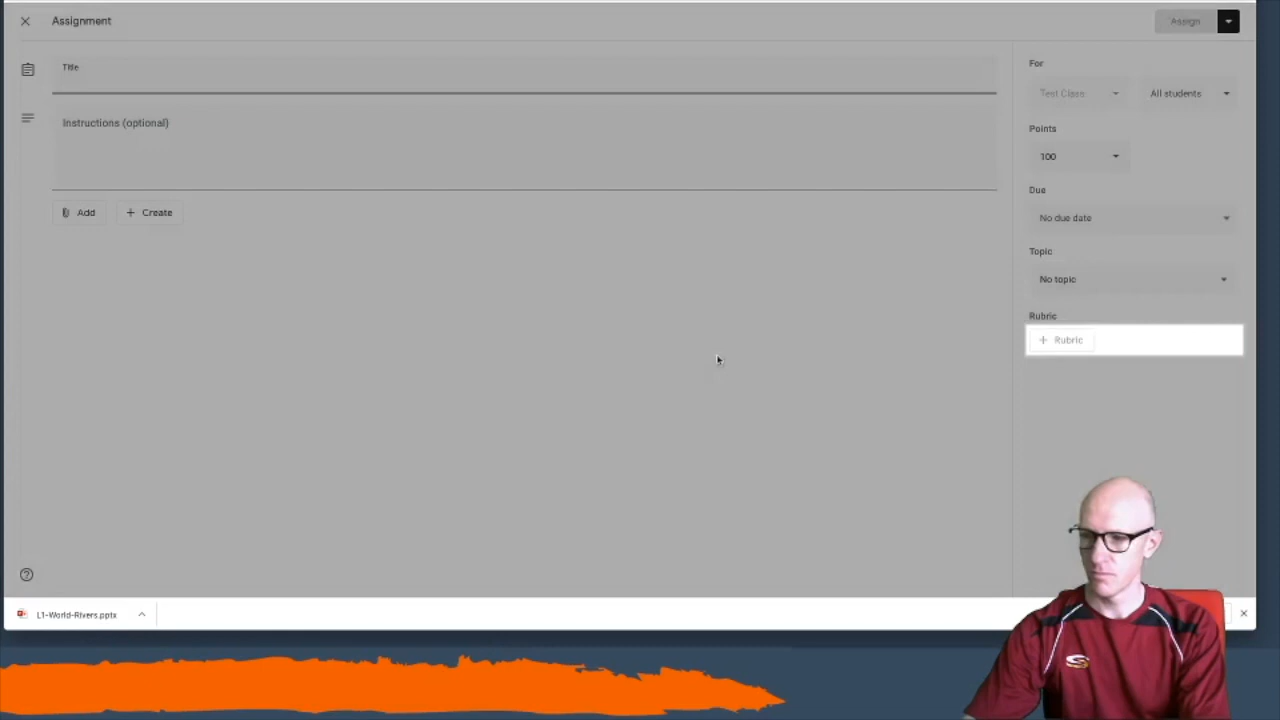 Assignment
Assign
Title
Instructions (optional)
Add
Create
For
Test Class
All students
Points
100
Due
No due date
Topic
No topic
Rubric
Rubric
L1-World-Rivers.pptx